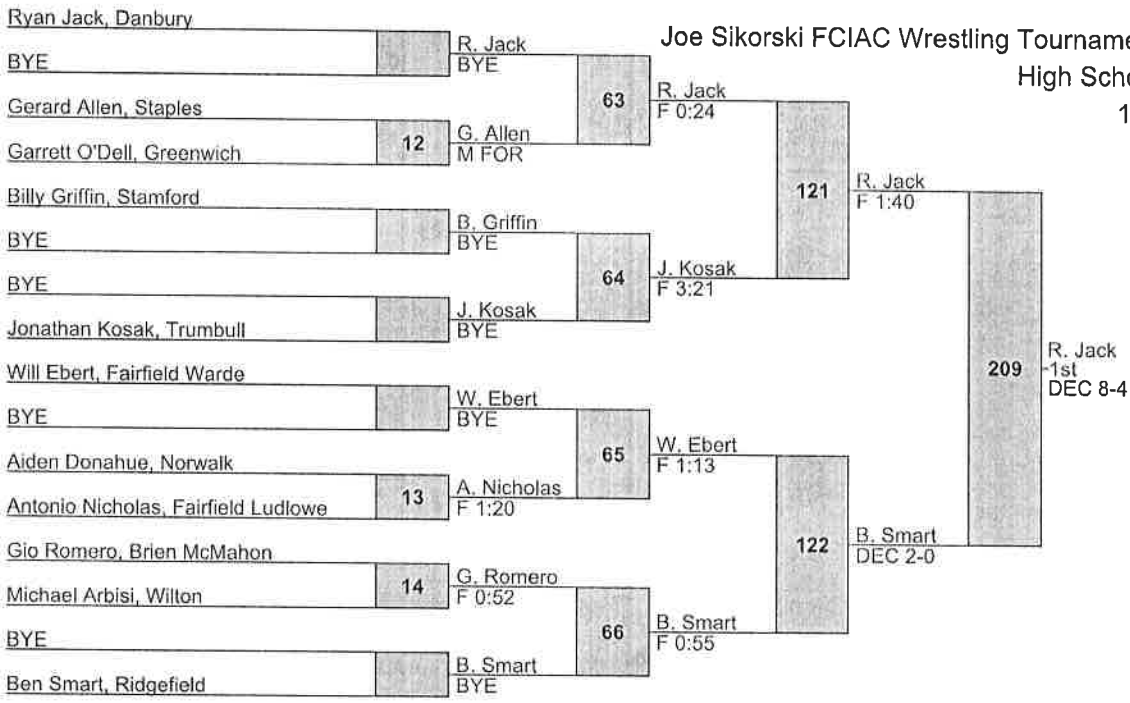 Joe Sikorski FCIAC Wrestling Tourname
High Scho
1
Ryan Jack, Danbury
BYE
R. Jack
BYE
Gerard Allen, Staples
12
Garrett O'Dell, Greenwich
G. Allen
M FOR
63
R. Jack
F 0:24
Billy Griffin, Stamford
BYE
B. Griffin
BYE
BYE
Jonathan Kosak, Trumbull
J. Kosak
BYE
64
J. Kosak
F 3:21
121
R. Jack
F 1:40
Will Ebert, Fairfield Warde
BYE
W. Ebert
BYE
Aiden Donahue, Norwalk
13
Antonio Nicholas, Fairfield Ludlowe
A. Nicholas
F 1:20
65
W. Ebert
F 1:13
Gio Romero, Brien McMahon
14
Michael Arbisi, Wilton
G. Romero
F 0:52
BYE
Ben Smart, Ridgefield
B. Smart
BYE
66
B. Smart
F 0:55
122
B. Smart
DEC 2-0
209
R. Jack
1st
DEC 8-4